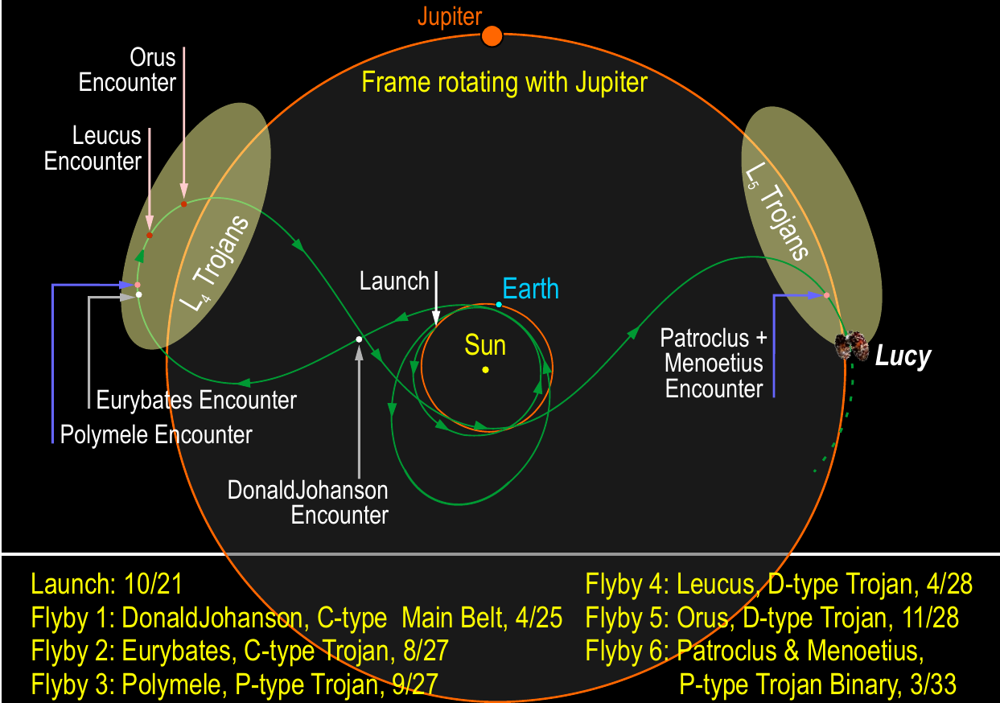 Jupiter
Frame rotating with Jupiter
Orus
Encounter
Leucus
Encounter
L4 Trojans
L5 Trojans
Launch
Earth
Sun
Patroclus +
Menoetius
Encounter
Lucy
Eurybates Encounter
Polymele Encounter
DonaldJohanson
Encounter
Launch: 10/21
Flyby 1: DonaldJohanson, C-type  Main Belt, 4/25
Flyby 2: Eurybates, C-type Trojan, 8/27
Flyby 3: Polymele, P-type Trojan, 9/27
Flyby 4: Leucus, D-type Trojan, 4/28
Flyby 5: Orus, D-type Trojan, 11/28
Flyby 6: Patroclus & Menoetius,
P-type Trojan Binary, 3/33